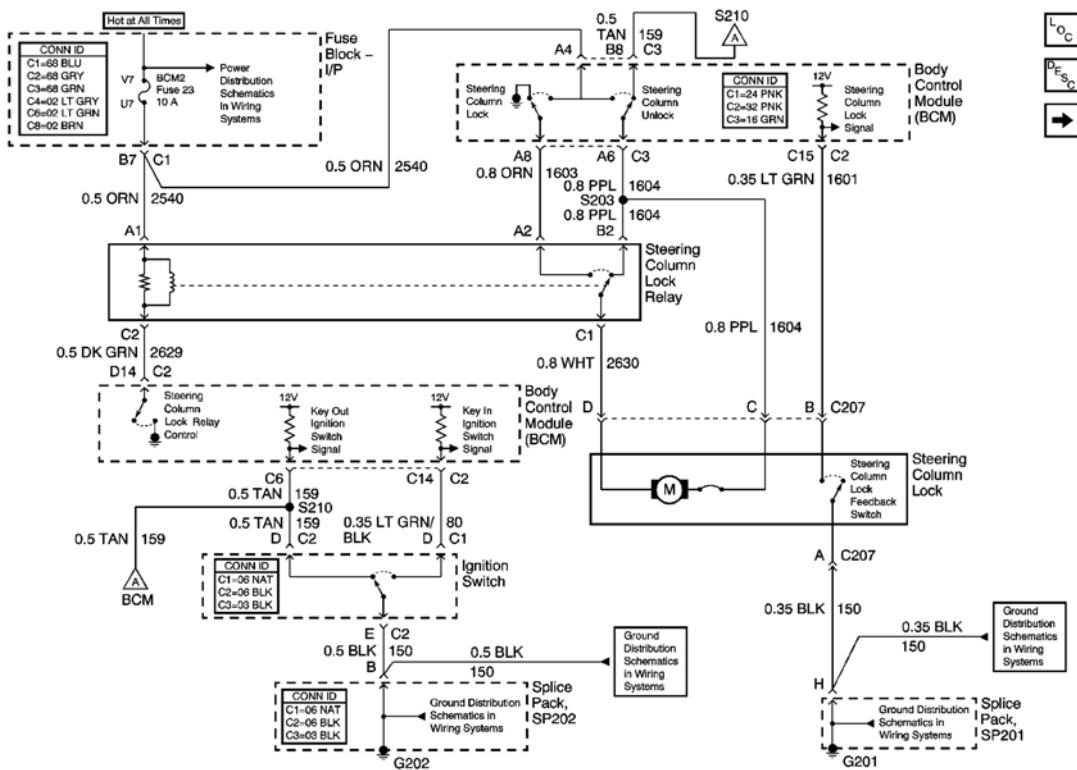 Hot at All Times
Fuse
Block –
I/P
CONN ID
C1=68 BLU
C2=68 GRY
C3=68 GRN
C4=02 LT GRY
C6=02 LT GRN
C8=02 BRN
V7
U7
BCM2
Fuse 23
10 A
Power
Distribution
Schematics
In Wiring
Systems
B7
C1
0.5 ORN
2540
0.5 ORN
2540
A1
0.5
TAN
159
A4
B8
C3
S210
A
LOC
DESC
Steering
Column
Lock
Steering
Column
Unlock
CONN ID
C1=24 PNK
C2=32 PNK
C3=16 GRN
12V
Steering
Column
Lock
Signal
Body
Control
Module
(BCM)
A8
A6
C3
C15
C2
0.8 ORN
1603
0.8 PPL
1604
S203
0.8 PPL
1604
0.35 LT GRN
1601
A2
B2
Steering
Column
Lock
Relay
C2
C1
0.5 DK GRN
2629
0.8 WHT
2630
0.8 PPL
1604
D14
C2
Steering
Column
Lock Relay
Control
12V
Key Out
Ignition
Switch
Signal
12V
Key In
Ignition
Switch
Signal
Body
Control
Module
(BCM)
D
C
B
C207
M
Steering
Column
Lock
Feedback
Switch
Steering
Column
Lock
C6
C14
C2
0.5 TAN
159
S210
0.5 TAN
159
0.35 LT GRN/
BLK
80
D
C2
D
C1
0.5 TAN
159
A
BCM
CONN ID
C1=06 NAT
C2=06 BLK
C3=03 BLK
Ignition
Switch
A
C207
0.35 BLK
150
E
C2
0.5 BLK
150
B
0.5 BLK
150
Ground
Distribution
Schematics
in Wiring
Systems
0.35 BLK
150
Ground
Distribution
Schematics
in Wiring
Systems
CONN ID
C1=06 NAT
C2=06 BLK
C3=03 BLK
Ground Distribution
Schematics in
Wiring Systems
Splice
Pack,
SP202
G202
H
Ground Distribution
Schematics in
Wiring Systems
Splice
Pack,
SP201
G201